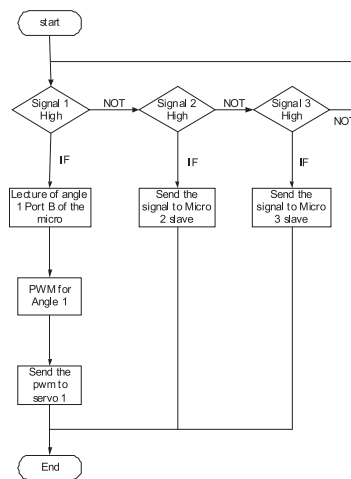 start
Signal 1
High
NOT
Signal 2
High
NOT
Signal 3
High
NOT
IF
IF
IF
Lecture of angle
1 Port B of the
micro
Send the
signal to Micro
2 slave
Send the
signal to Micro
3 slave
PWM for
Angle 1
Send the
pwm to
servo 1
End